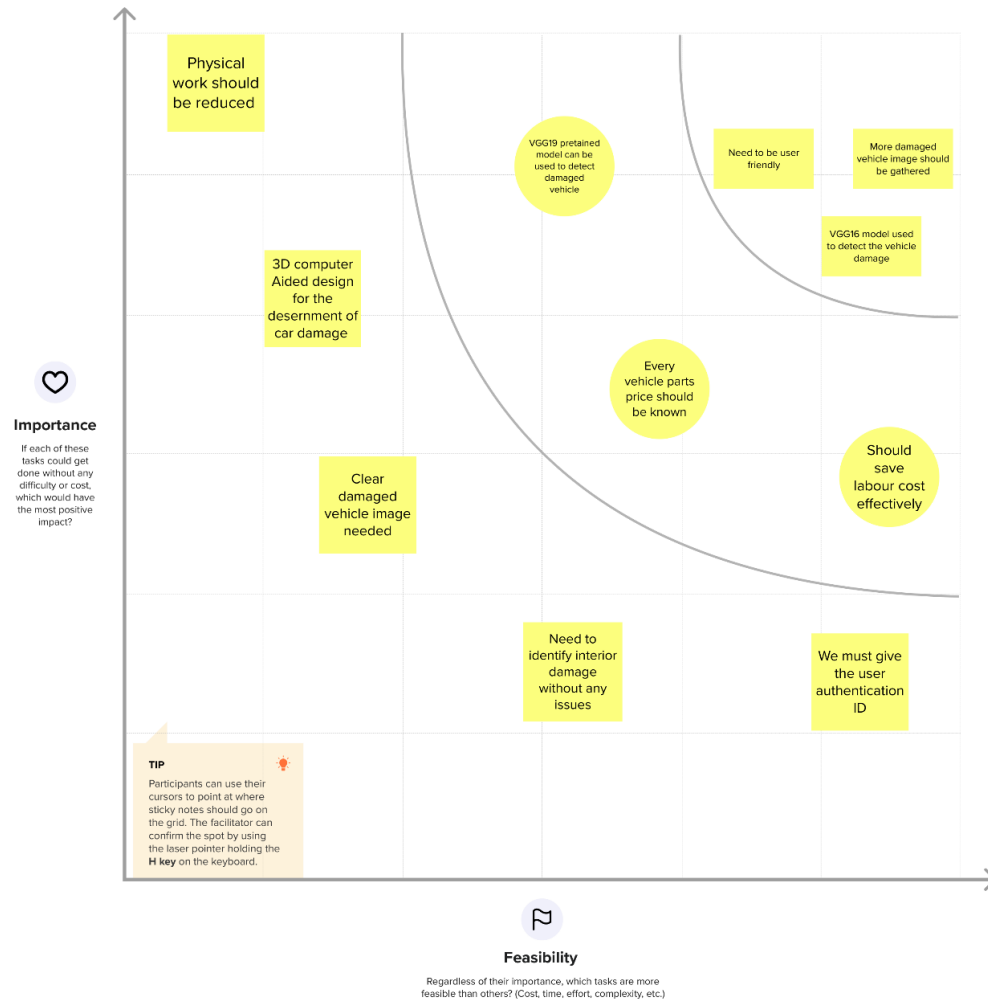 Physical
work should
be reduced
VGG19 pretained
model can be
used to detect
damaged
vehicle
Need to be user
friendly
More damaged
vehicle image should
be gathered
VGG16 model used
to detect the vehicle
damage
3D computer
Aided design
for the
desernment of
car damage
Every
vehicle parts
price should
be known
Importance
If each of these
tasks could get
done without any
difficulty or cost,
which would have
the most positive
impact?
Clear
damaged
vehicle image
needed
Should
save
labour cost
effectively
Need to
identify interior
damage
without any
issues
We must give
the user
authentication
ID
TIP
Participants can use their
cursors to point at where
sticky notes should go on
the grid. The facilitator can
confirm the spot by using
the laser pointer holding the
H key on the keyboard.
Feasibility
Regardless of their importance, which tasks are more
feasible than others? (Cost, time, effort, complexity, etc.)